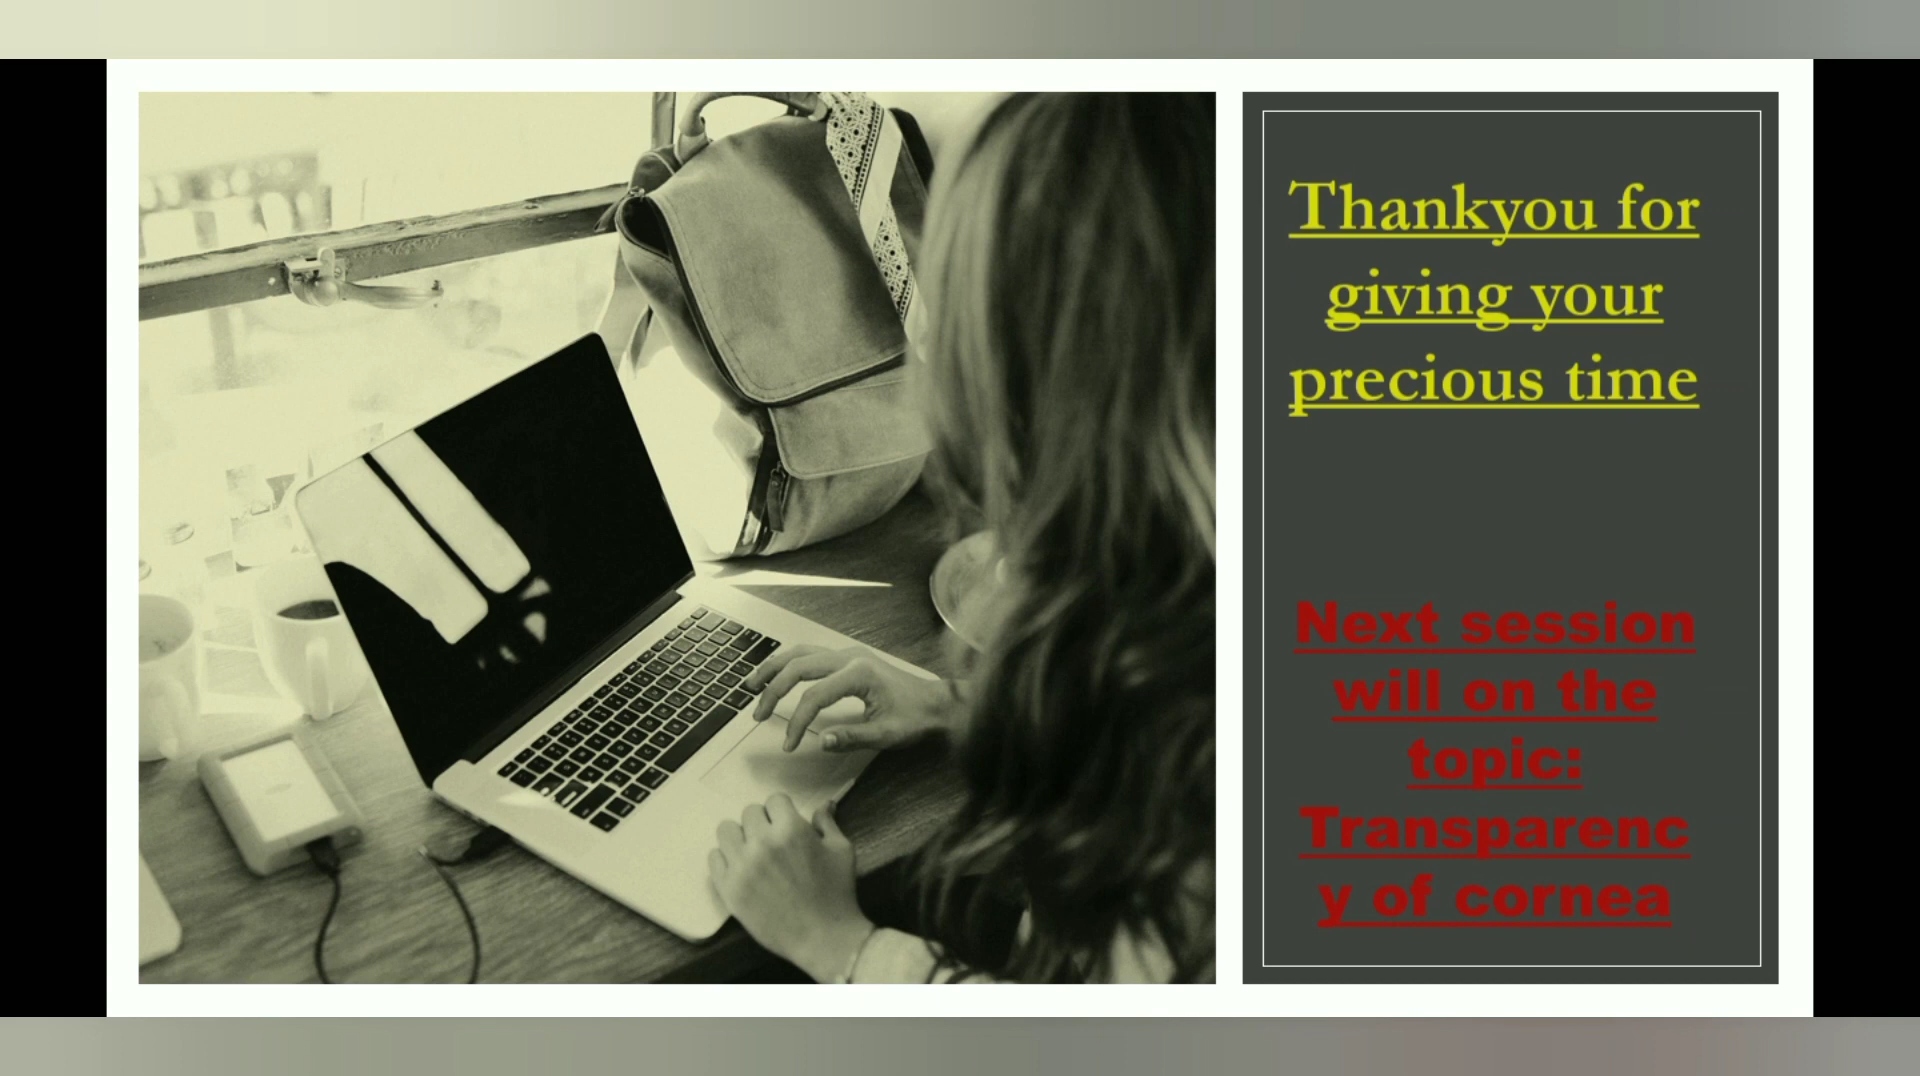 Thankyou for
giving your
precious time
Next session
will on the
topic:
Transparenc
y of cornea